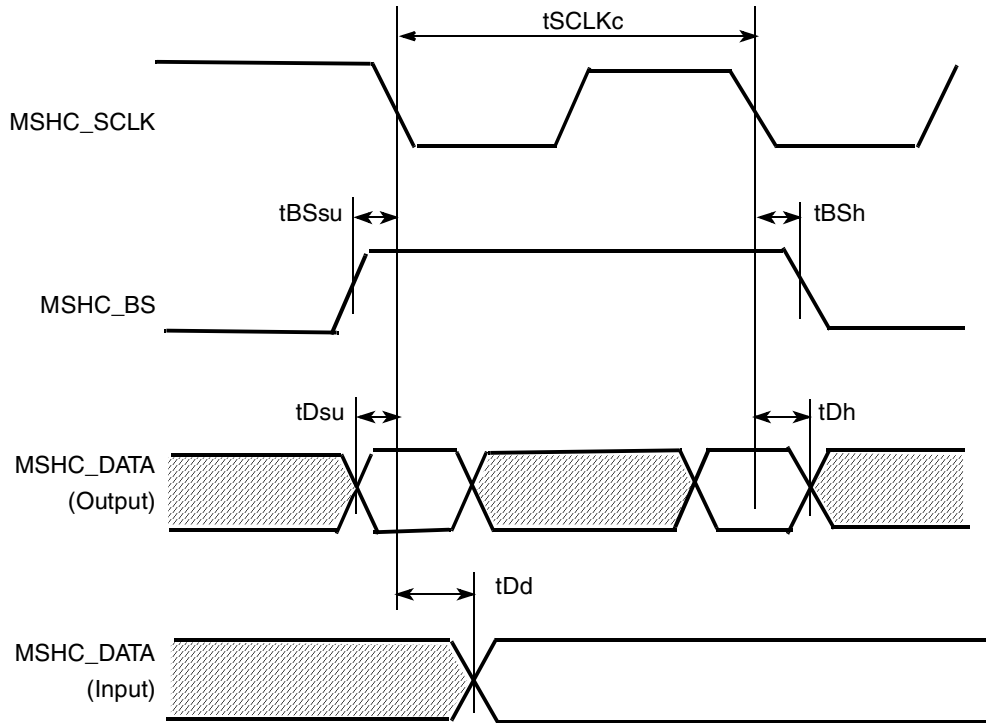 tSCLKc
MSHC_SCLK
tBSsu
tBSh
MSHC_BS
tDsu
tDh
MSHC_DATA
(Output)
tDd
MSHC_DATA
(Input)